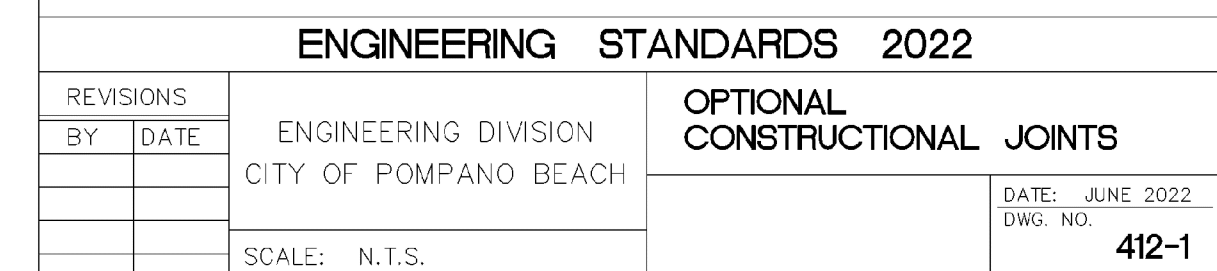 ENGINEERING STANDARDS 2022
REVISIONS
BY DATE
ENGINEERING DIVISION
CITY OF POMPANO BEACH
SCALE: N.T.S.
OPTIONAL
CONSTRUCTIONAL JOINTS
DATE: JUNE 2022
DWG. NO.
412-1